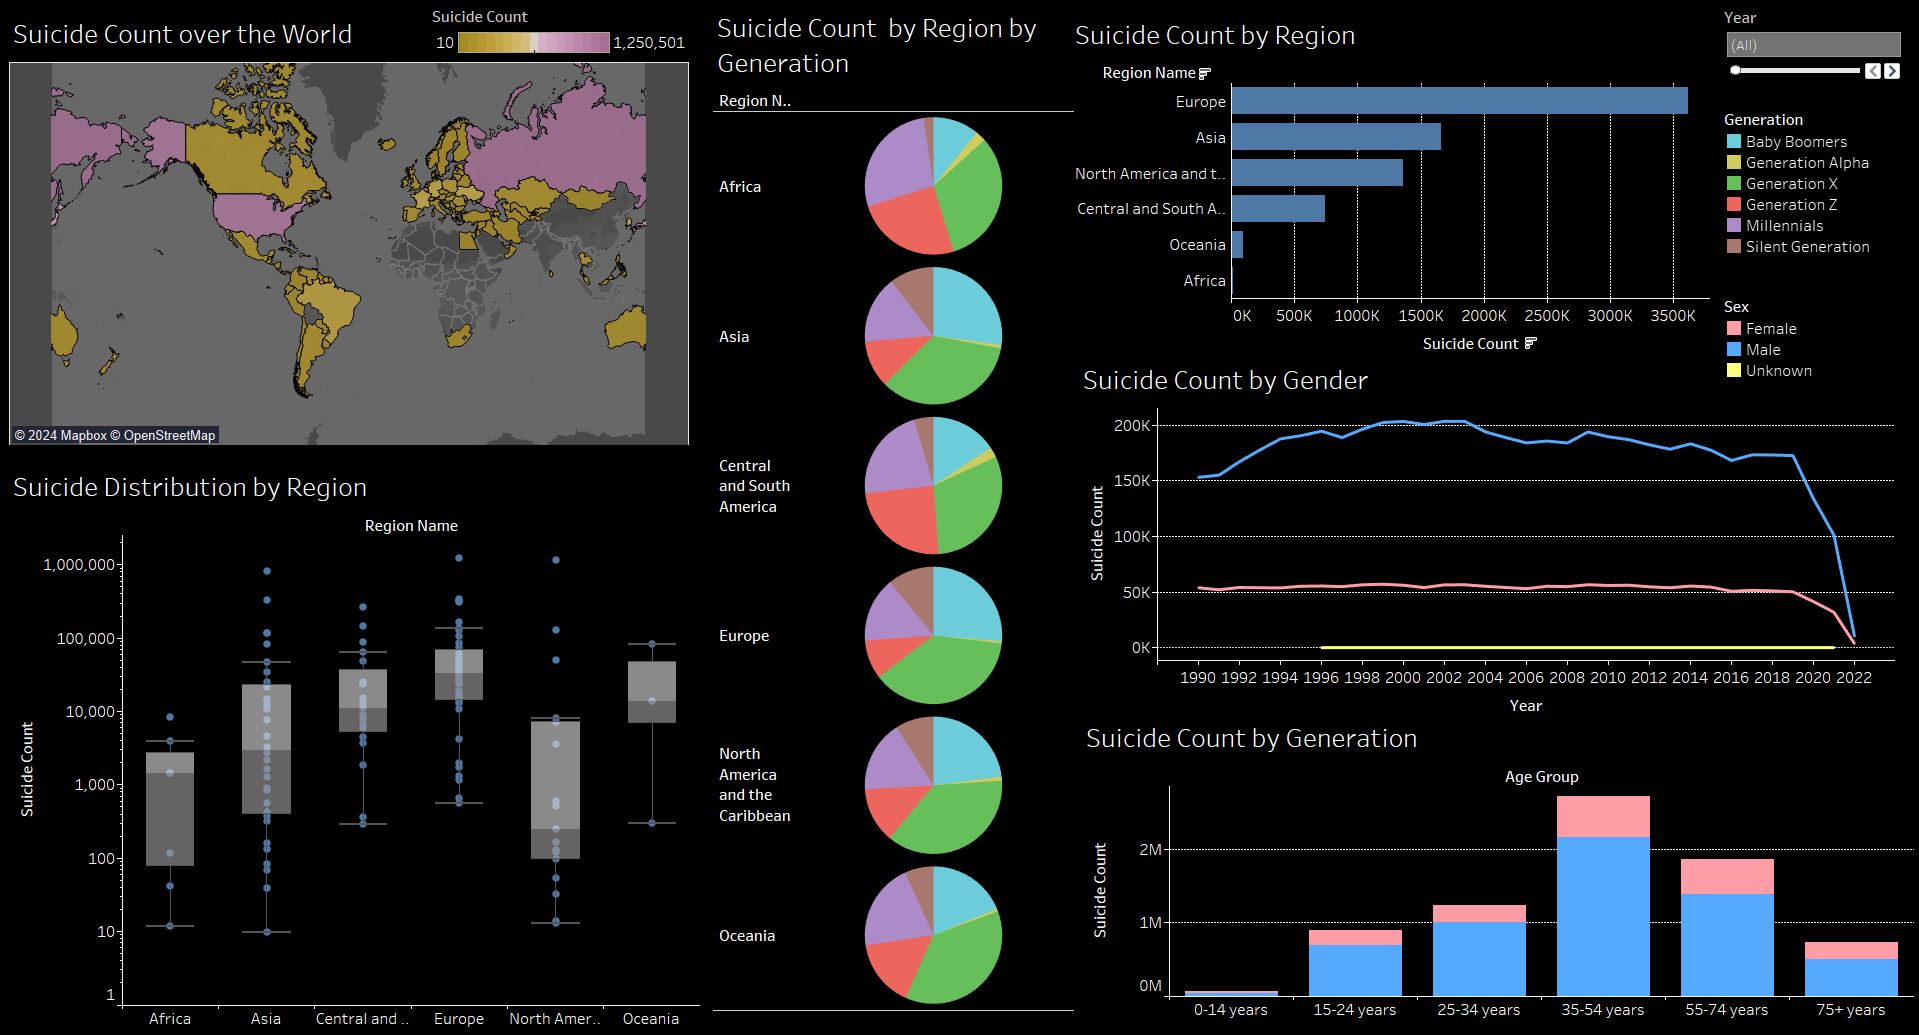 Suicide Count over the World
Suicide Count
10
1,250,501
© 2024 Mapbox © OpenStreetMap
Suicide Distribution by Region
Region Name
Suicide Count
1,000,000
100,000
10,000
1,000
100
10
1
Africa
Asia
Central and ..
Europe
North Amer..
Oceania
Suicide Count by Region by
Generation
Region N..
Africa
Asia
Central
and South
America
Europe
North
America
and the
Caribbean
Oceania
Suicide Count by Region
Region Name
Europe
Asia
North America and t..
Central and South A..
Oceania
Africa
0K
500K
1000K
1500K
2000K
2500K
3000K
3500K
Suicide Count
Suicide Count by Gender
Suicide Count
200K
150K
100K
50K
0K
1990
1992
1994
1996
1998
2000
2002
2004
2006
2008
2010
2012
2014
2016
2018
2020
2022
Year
Suicide Count by Generation
Age Group
Suicide Count
2M
1M
0M
0-14 years
15-24 years
25-34 years
35-54 years
55-74 years
75+ years
Year
(All)
Generation
Baby Boomers
Generation Alpha
Generation X
Generation Z
Millennials
Silent Generation
Sex
Female
Male
Unknown